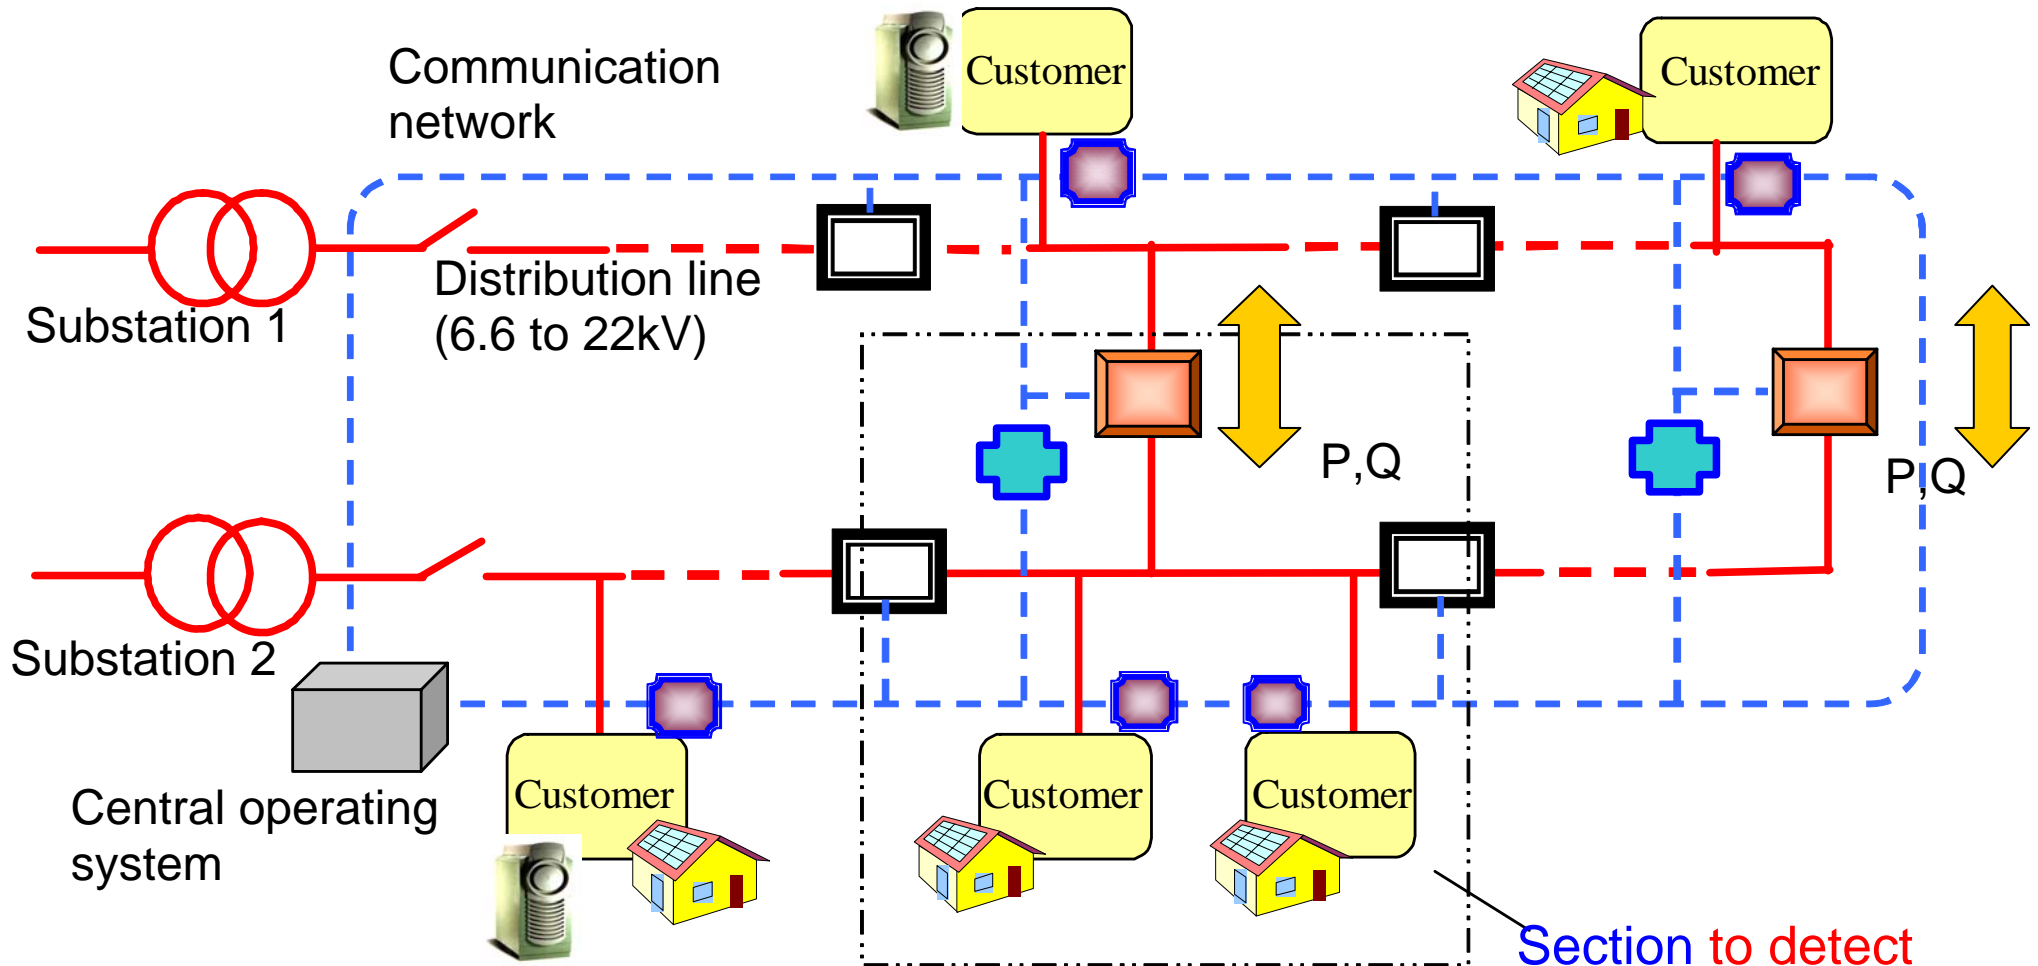 Communication
network
Customer
Customer
Substation 1
Distribution line
(6.6 to 22kV)
P,Q
P,Q
Substation 2
Central operating
system
Customer
Customer
Customer
Section to detect